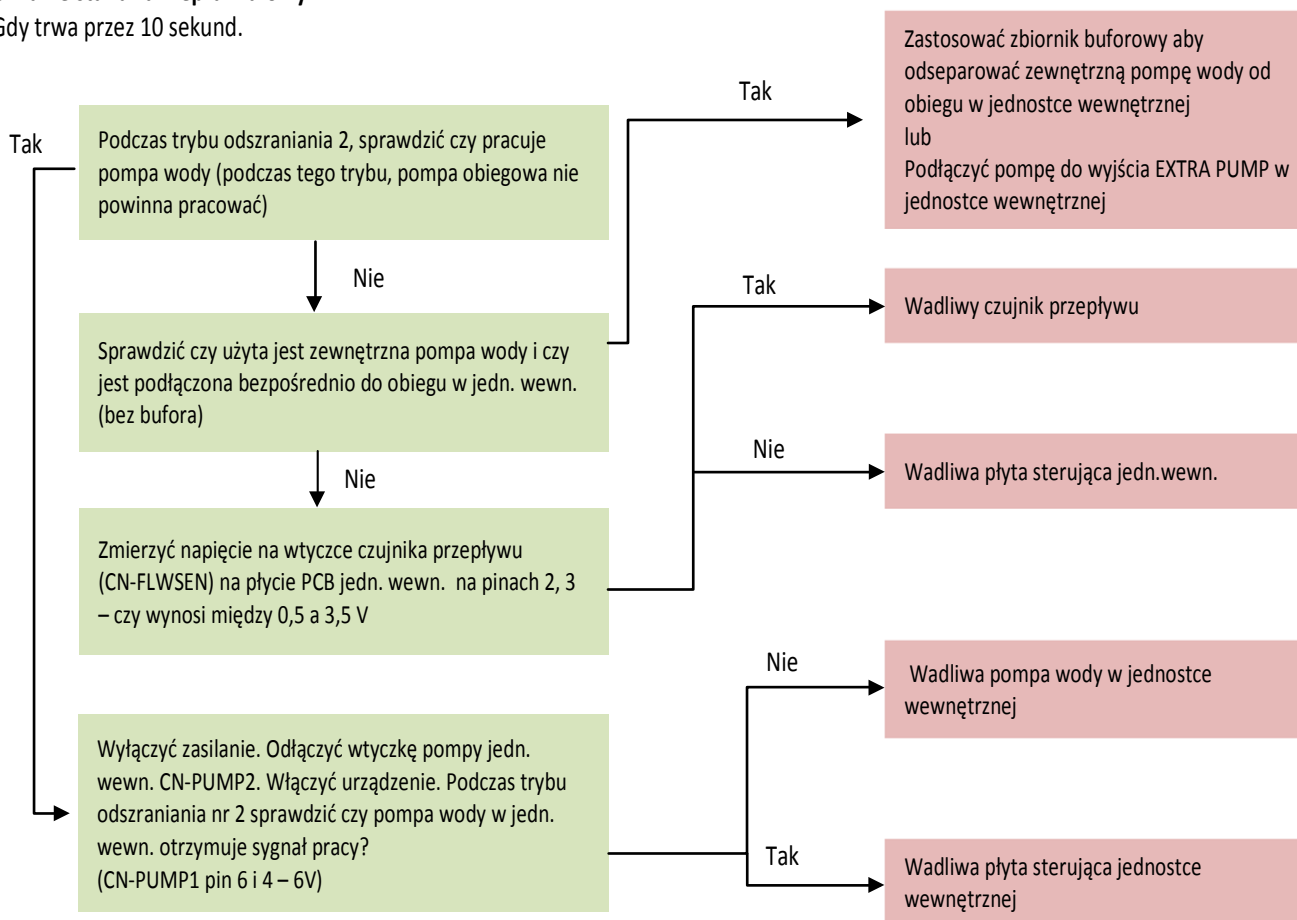 Gdy trwa przez 10 sekund.
Tak
Podczas trybu odszraniania 2, sprawdzić czy pracuje
pompa wody (podczas tego trybu, pompa obiegowa nie
powinna pracować)
Nie
Sprawdzić czy użyta jest zewnętrzna pompa wody i czy
jest podłączona bezpośrednio do obiegu w jedn. wewn.
(bez bufora)
Tak
Zastosować zbiornik buforowy aby
odseparować zewnętrzną pompę wody od
obiegu w jednostce wewnętrznej
lub
Podłączyć pompę do wyjścia EXTRA PUMP w
jednostce wewnętrznej
Nie
Zmierzyć napięcie na wtyczce czujnika przepływu
(CN-FLWSEN) na płycie PCB jedn. wewn. na pinach 2, 3
– czy wynosi między 0,5 a 3,5 V
Tak
Wadliwy czujnik przepływu
Nie
Wadliwa płyta sterująca jedn.wewn.
Wyłączyć zasilanie. Odłączyć wtyczkę pompy jedn.
wewn. CN-PUMP2. Włączyć urządzenie. Podczas trybu
odszraniania nr 2 sprawdzić czy pompa wody w jedn.
wewn. otrzymuje sygnał pracy?
(CN-PUMP1 pin 6 i 4 – 6V)
Nie
Wadliwa pompa wody w jednostce
wewnętrznej
Tak
Wadliwa płyta sterująca jednostce
wewnętrznej